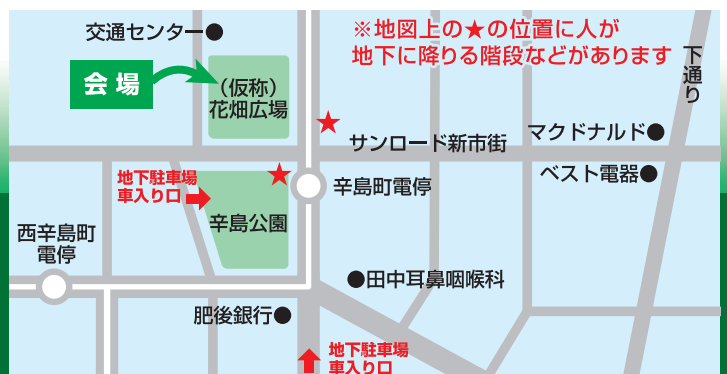 交通センター●
※地図上の★の位置に人が
地下に降りる階段などがあります
会場
（仮称）
花畑広場
下通り
サンロード新市街
マクドナルド●
ベスト電器●
地下駐車場
車入り口
辛島町電停
辛島公園
西辛島町
電停
●田中耳鼻咽喉科
肥後銀行●
地下駐車場
車入り口